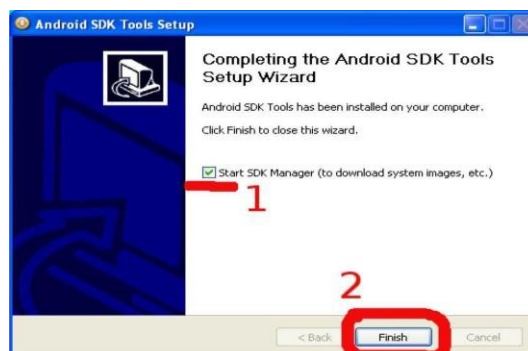 Android SDK Tools Setup
Completing the Android SDK Tools
Setup Wizard
Android SDK Tools has been installed on your computer.
Click Finish to close this wizard.
Start SDK Manager (to download system images, etc.)
1
2
< Back
Finish
Cancel